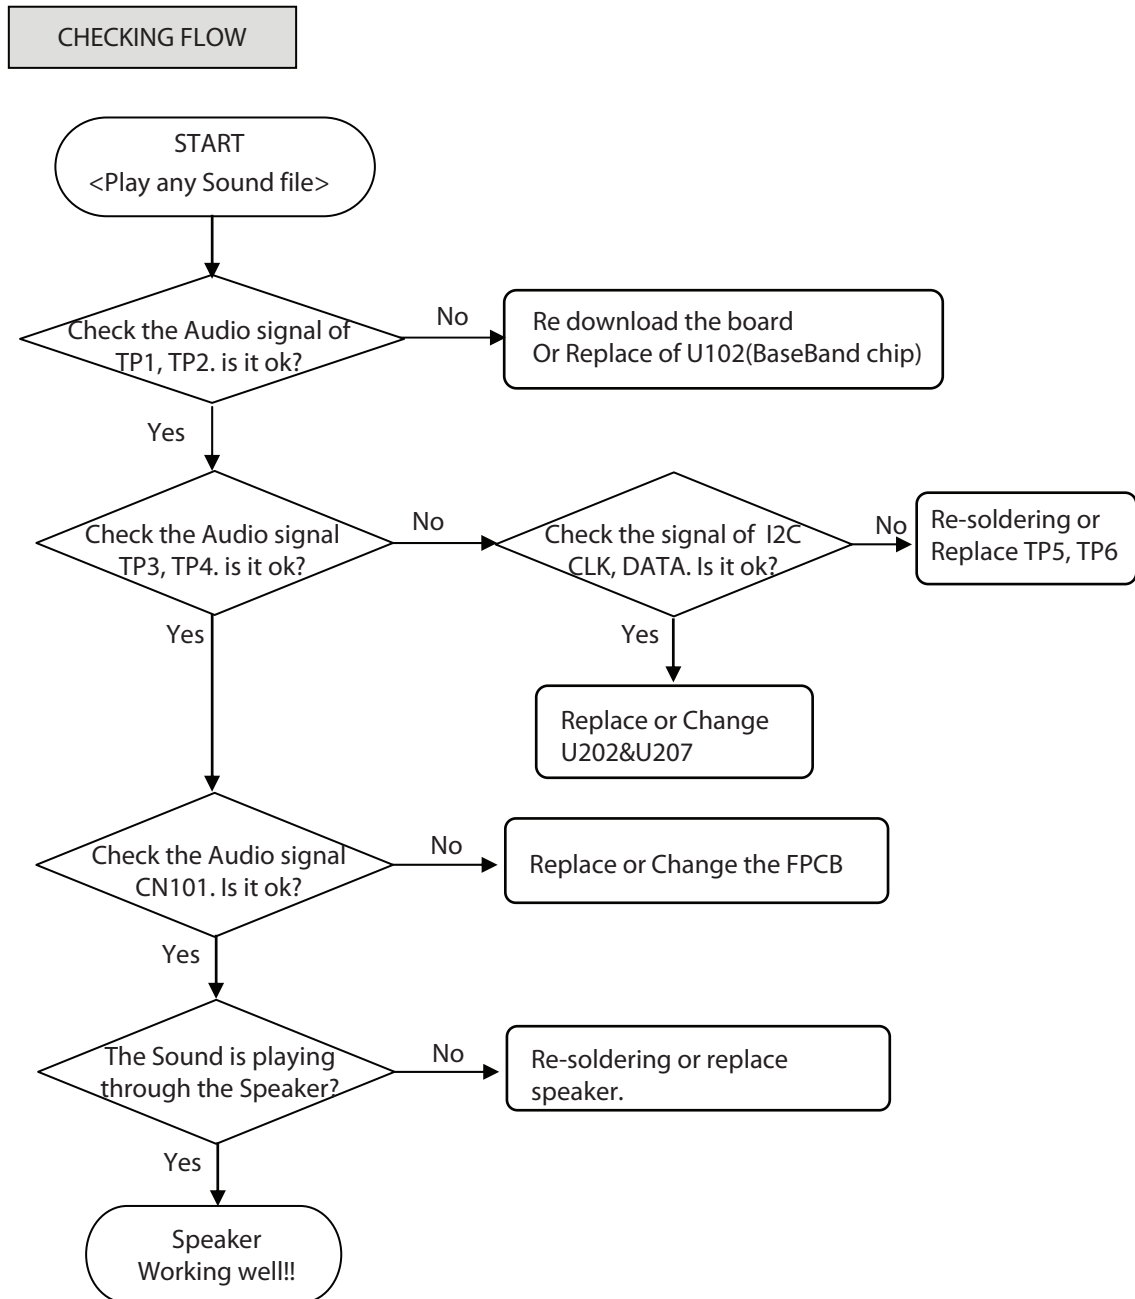 CHECKING FLOW
START
<Play any Sound file>
Check the Audio signal of
TP1, TP2. is it ok?
No
Re download the board
Or Replace of U102(BaseBand chip)
Yes
Check the Audio signal
TP3, TP4. is it ok?
No
Check the signal of I2C
CLK, DATA. Is it ok?
No
Re-soldering or
Replace TP5, TP6
Yes
Yes
Replace or Change
U202&U207
Check the Audio signal
CN101. Is it ok?
No
Replace or Change the FPCB
Yes
The Sound is playing
through the Speaker?
No
Re-soldering or replace
speaker.
Yes
Speaker
Working well!!